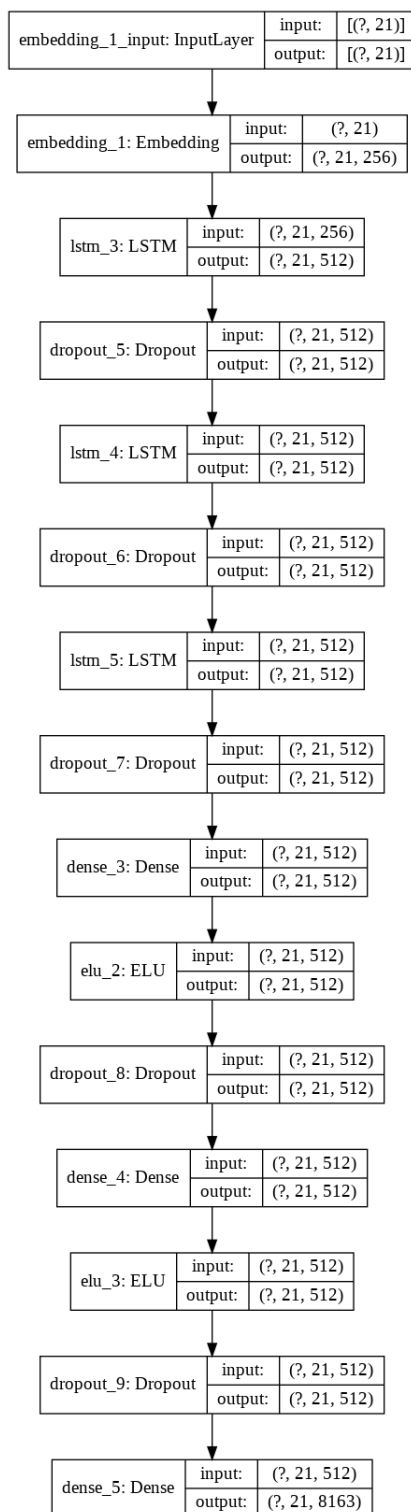 embedding_1_input: InputLayer input: [(?, 21)]
output: [(?, 21)]
embedding_1: Embedding input: (?, 21)
output: (?, 21, 256)
lstm_3: LSTM input: (?, 21, 256)
output: (?, 21, 512)
dropout_5: Dropout input: (?, 21, 512)
output: (?, 21, 512)
lstm_4: LSTM input: (?, 21, 512)
output: (?, 21, 512)
dropout_6: Dropout input: (?, 21, 512)
output: (?, 21, 512)
lstm_5: LSTM input: (?, 21, 512)
output: (?, 21, 512)
dropout_7: Dropout input: (?, 21, 512)
output: (?, 21, 512)
dense_3: Dense input: (?, 21, 512)
output: (?, 21, 512)
elu_2: ELU input: (?, 21, 512)
output: (?, 21, 512)
dropout_8: Dropout input: (?, 21, 512)
output: (?, 21, 512)
dense_4: Dense input: (?, 21, 512)
output: (?, 21, 512)
elu_3: ELU input: (?, 21, 512)
output: (?, 21, 512)
dropout_9: Dropout input: (?, 21, 512)
output: (?, 21, 512)
dense_5: Dense input: (?, 21, 512)
output: (?, 21, 8163)